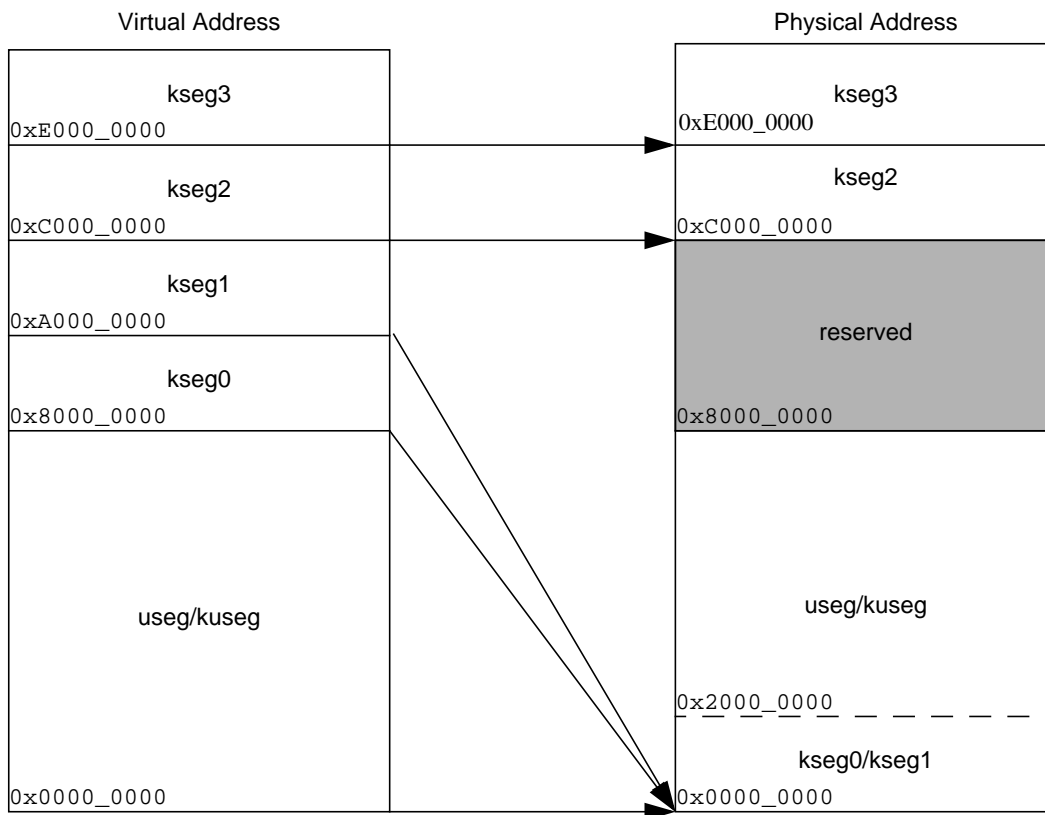 Virtual Address
kseg3
0xE000_0000
kseg2
0xC000_0000
kseg1
0xA000_0000
kseg0
0x8000_0000
useg/kuseg
0x0000_0000
Physical Address
kseg3
0xE000_0000
kseg2
0xC000_0000
reserved
0x8000_0000
useg/kuseg
0x2000_0000
kseg0/kseg1
0x0000_0000